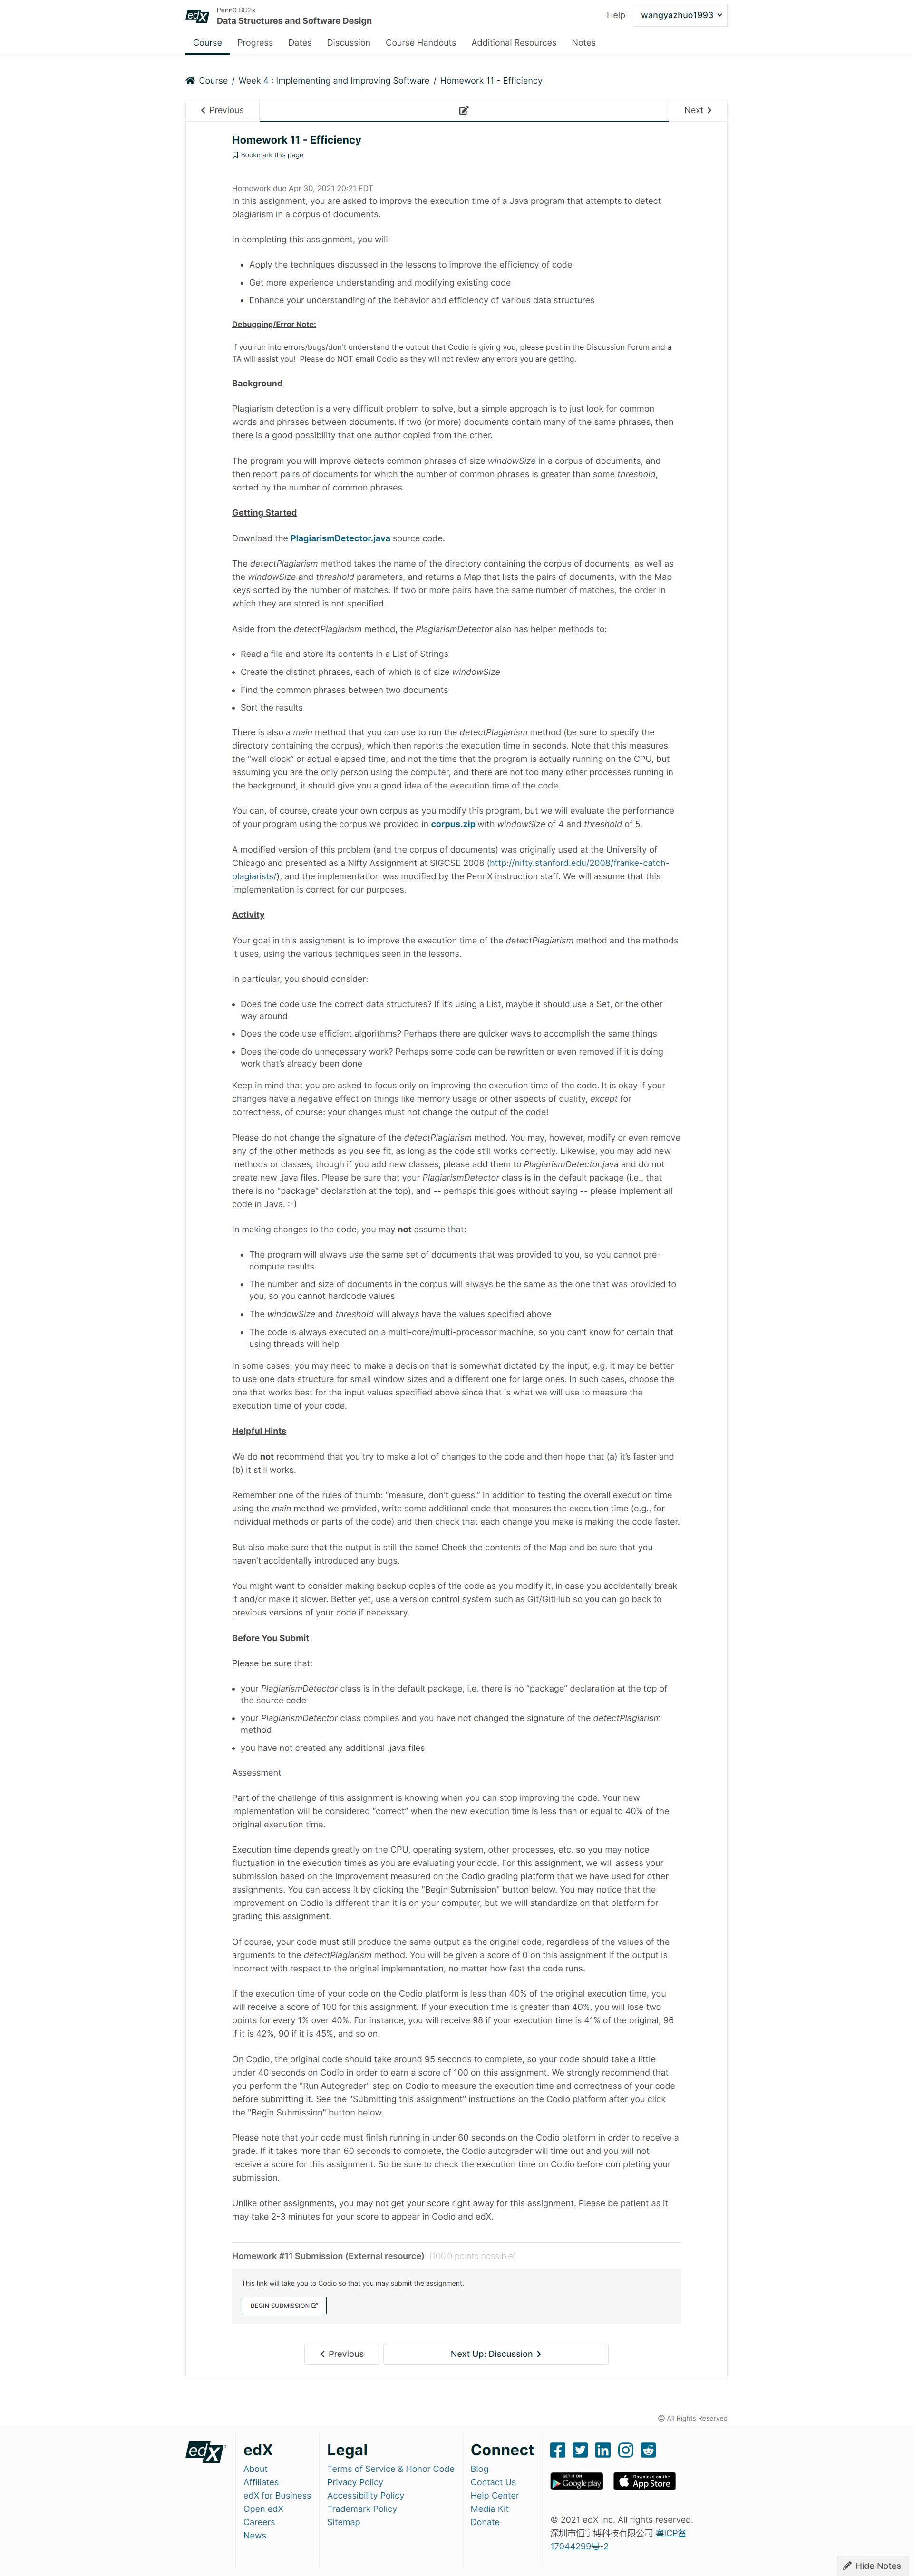 edX
PennX SD2x
Data Structures and Software Design
Help
wangyazhuo1993
Course Progress Dates Discussion Course Handouts Additional Resources Notes
Course / Week 4 : Implementing and Improving Software / Homework 11 - Efficiency
Previous
Next
Homework 11 - Efficiency
Bookmark this page
Homework due Apr 30, 2021 20:21 EDT
In this assignment, you are asked to improve the execution time of a Java program that attempts to detect
plagiarism in a corpus of documents.
In completing this assignment, you will:
• Apply the techniques discussed in the lessons to improve the efficiency of code
• Get more experience understanding and modifying existing code
• Enhance your understanding of the behavior and efficiency of various data structures
Debugging/Error Note:
If you run into errors/bugs/don't understand the output that Codio is giving you, please post in the Discussion Forum and a
TA will assist you!  Please do NOT email Codio as they will not review any errors you are getting.
Background
Plagiarism detection is a very difficult problem to solve, but a simple approach is to just look for common
words and phrases between documents. If two (or more) documents contain many of the same phrases, then
there is a good possibility that one author copied from the other.
The program you will improve detects common phrases of size windowSize in a corpus of documents, and
then report pairs of documents for which the number of common phrases is greater than some threshold,
sorted by the number of common phrases.
Getting Started
Download the PlagiarismDetector.java source code.
The detectPlagiarism method takes the name of the directory containing the corpus of documents, as well as
the windowSize and threshold parameters, and returns a Map that lists the pairs of documents, with the Map
keys sorted by the number of matches. If two or more pairs have the same number of matches, the order in
which they are stored is not specified.
Aside from the detectPlagiarism method, the PlagiarismDetector also has helper methods to:
• Read a file and store its contents in a List of Strings
• Create the distinct phrases, each of which is of size windowSize
• Find the common phrases between two documents
• Sort the results
There is also a main method that you can use to run the detectPlagiarism method (be sure to specify the
directory containing the corpus), which then reports the execution time in seconds. Note that this measures
the "wall clock" or actual elapsed time, and not the time that the program is actually running on the CPU, but
assuming you are the only person using the computer, and there are not too many other processes running in
the background, it should give you a good idea of the execution time of the code.
You can, of course, create your own corpus as you modify this program, but we will evaluate the performance
of your program using the corpus we provided in corpus.zip with windowSize of 4 and threshold of 5.
A modified version of this problem (and the corpus of documents) was originally used at the University of
Chicago and presented as a Nifty Assignment at SIGCSE 2008 (http://nifty.stanford.edu/2008/franke-catch-
plagiarists/), and the implementation was modified by the PennX instruction staff. We will assume that this
implementation is correct for our purposes.
Activity
Your goal in this assignment is to improve the execution time of the detectPlagiarism method and the methods
it uses, using the various techniques seen in the lessons.
In particular, you should consider:
• Does the code use the correct data structures? If it's using a List, maybe it should use a Set, or the other
way around
• Does the code use efficient algorithms? Perhaps there are quicker ways to accomplish the same things
• Does the code do unnecessary work? Perhaps some code can be rewritten or even removed if it is doing
work that's already been done
Keep in mind that you are asked to focus only on improving the execution time of the code. It is okay if your
changes have a negative effect on things like memory usage or other aspects of quality, except for
correctness, of course: your changes must not change the output of the code!
Please do not change the signature of the detectPlagiarism method. You may, however, modify or even remove
any of the other methods as you see fit, as long as the code still works correctly. Likewise, you may add new
methods or classes, though if you add new classes, please add them to PlagiarismDetector.java and do not
create new .java files. Please be sure that your PlagiarismDetector class is in the default package (i.e., that
there is no "package" declaration at the top), and -- perhaps this goes without saying -- please implement all
code in Java. :-)
In making changes to the code, you may not assume that:
• The program will always use the same set of documents that was provided to you, so you cannot pre-
compute results
• The number and size of documents in the corpus will always be the same as the one that was provided to
you, so you cannot hardcode values
• The windowSize and threshold will always have the values specified above
• The code is always executed on a multi-core/multi-processor machine, so you can't know for certain that
using threads will help
In some cases, you may need to make a decision that is somewhat dictated by the input, e.g. it may be better
to use one data structure for small window sizes and a different one for large ones. In such cases, choose the
one that works best for the input values specified above since that is what we will use to measure the
execution time of your code.
Helpful Hints
We do not recommend that you try to make a lot of changes to the code and then hope that (a) it's faster and
(b) it still works.
Remember one of the rules of thumb: "measure, don't guess." In addition to testing the overall execution time
using the main method we provided, write some additional code that measures the execution time (e.g., for
individual methods or parts of the code) and then check that each change you make is making the code faster.
But also make sure that the output is still the same! Check the contents of the Map and be sure that you
haven't accidentally introduced any bugs.
You might want to consider making backup copies of the code as you modify it, in case you accidentally break
it and/or make it slower. Better yet, use a version control system such as Git/GitHub so you can go back to
previous versions of your code if necessary.
Before You Submit
Please be sure that:
• your PlagiarismDetector class is in the default package, i.e. there is no "package" declaration at the top of
the source code
• your PlagiarismDetector class compiles and you have not changed the signature of the detectPlagiarism
method
• you have not created any additional .java files
Assessment
Part of the challenge of this assignment is knowing when you can stop improving the code. Your new
implementation will be considered "correct" when the new execution time is less than or equal to 40% of the
original execution time.
Execution time depends greatly on the CPU, operating system, other processes, etc. so you may notice
fluctuation in the execution times as you are evaluating your code. For this assignment, we will assess your
submission based on the improvement measured on the Codio grading platform that we have used for other
assignments. You can access it by clicking the "Begin Submission" button below. You may notice that the
improvement on Codio is different than it is on your computer, but we will standardize on that platform for
grading this assignment.
Of course, your code must still produce the same output as the original code, regardless of the values of the
arguments to the detectPlagiarism method. You will be given a score of 0 on this assignment if the output is
incorrect with respect to the original implementation, no matter how fast the code runs.
If the execution time of your code on the Codio platform is less than 40% of the original execution time, you
will receive a score of 100 for this assignment. If your execution time is greater than 40%, you will lose two
points for every 1% over 40%. For instance, you will receive 98 if your execution time is 41% of the original, 96
if it is 42%, 90 if it is 45%, and so on.
On Codio, the original code should take around 95 seconds to complete, so your code should take a little
under 40 seconds on Codio in order to earn a score of 100 on this assignment. We strongly recommend that
you perform the "Run Autograder" step on Codio to measure the execution time and correctness of your code
before submitting it. See the "Submitting this assignment" instructions on the Codio platform after you click
the "Begin Submission" button below.
Please note that your code must finish running in under 60 seconds on the Codio platform in order to receive a
grade. If it takes more than 60 seconds to complete, the Codio autograder will time out and you will not
receive a score for this assignment. So be sure to check the execution time on Codio before completing your
submission.
Unlike other assignments, you may not get your score right away for this assignment. Please be patient as it
may take 2-3 minutes for your score to appear in Codio and edX.
Homework #11 Submission (External resource) (100.0 points possible)
This link will take you to Codio so that you may submit the assignment.
BEGIN SUBMISSION
Previous
Next Up: Discussion
© All Rights Reserved
edX
edX
About
Affiliates
edX for Business
Open edX
Careers
News
Legal
Terms of Service & Honor Code
Privacy Policy
Accessibility Policy
Trademark Policy
Sitemap
Connect
Blog
Contact Us
Help Center
Media Kit
Donate
GET IT ON
Google play
Download on the
App Store
© 2021 edX Inc. All rights reserved.
深圳市恒宇博科技有限公司 粤ICP备
17044299号-2
Hide Notes